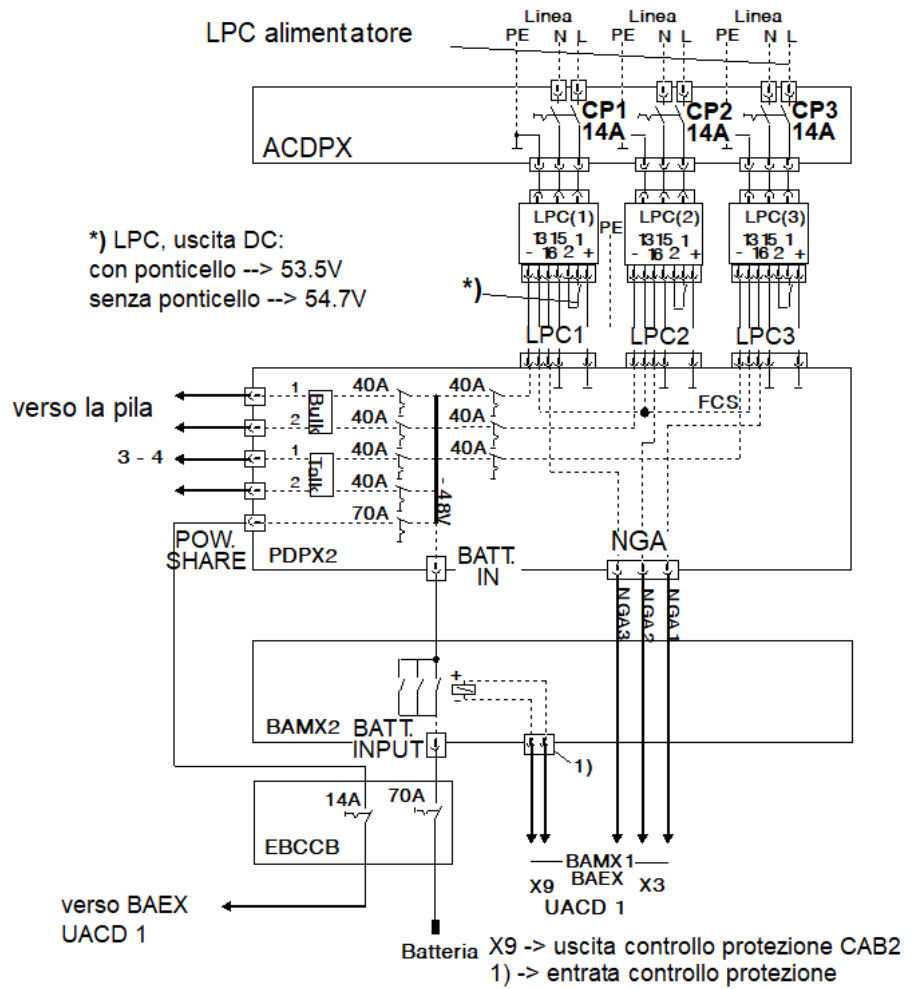 LPC alimentatore
Linea Linea Linea
PE N L PE N L PE N L
CP1 CP2 CP3
14A 14A 14A
ACDPX
LPC(1) LPC(2) LPC(3)
13 15 1 13 15 1 13 15 1
- 16 2 + - 16 2 + - 16 2 +
PE
*) LPC, uscita DC:
con ponticello --> 53.5V
senza ponticello --> 54.7V
*)
LPC1 LPC2 LPC3
verso la pila
3 - 4
1 40A 40A
Bulk
2 40A 40A
FCS
1 40A 40A
Talk
2 40A
-48V
70A
POW.
SHARE
PDPX2
BATT.
IN
NGA
NGA3 NGA2 NGA1
+
-
BAMX2
BATT.
INPUT
1)
14A 70A
EBCCB
BAMX1
BAEX
X9 X3
UACD 1
verso BAEX
UACD 1
Batteria
X9 -> uscita controllo protezione CAB2
1) -> entrata controllo protezione